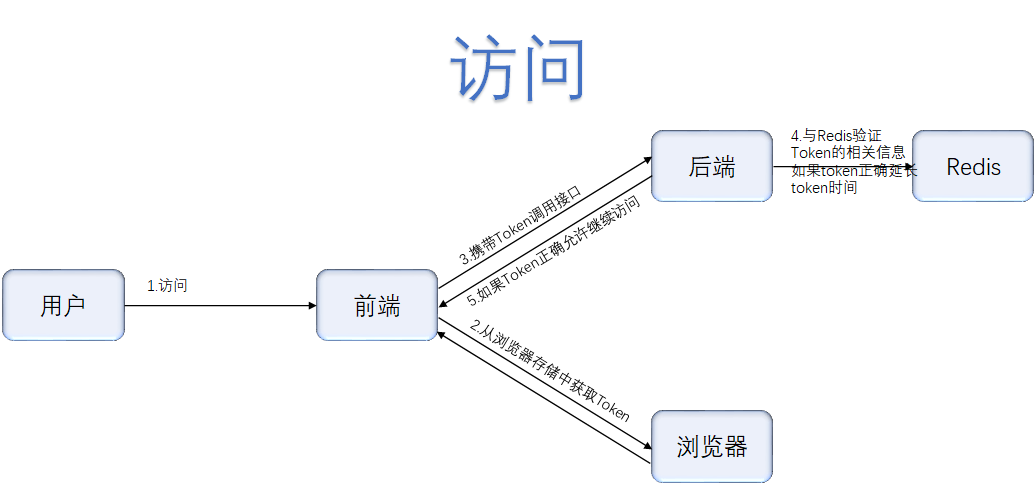 访问
4.与Redis验证
Token的相关信息
如果token正确延长
token时间
后端
Redis
3.携带Token调用接口
5.如果Token正确允许继续访问
用户
1.访问
前端
2.从浏览器存储中获取Token
浏览器